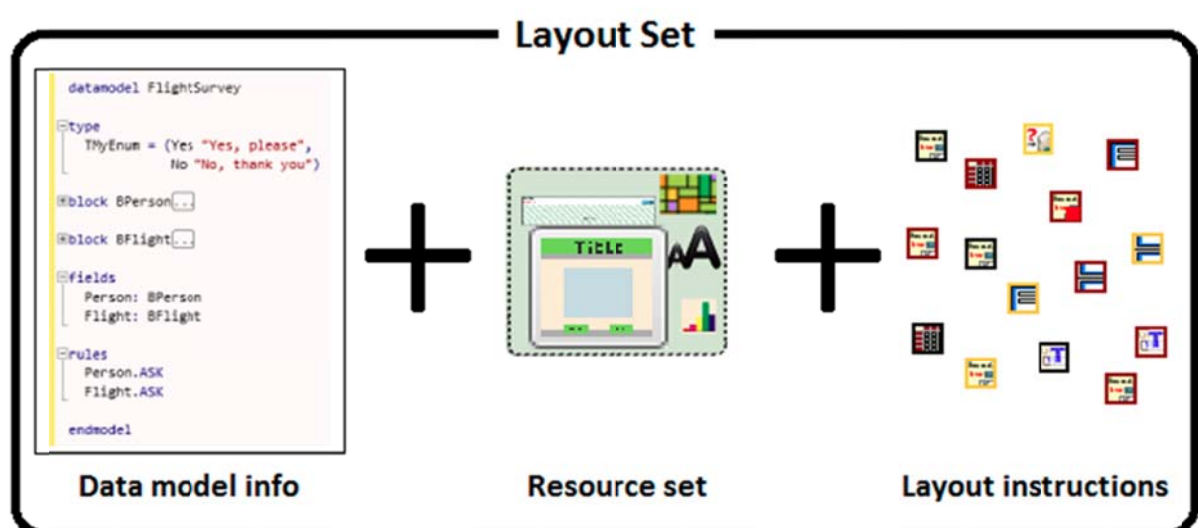 Layout Set
datamodel FlightSurvey
type
TMyEnum = (Yes "Yes, please",
No "No, thank you")
block BPerson...
block BFlight...
fields
Person: BPerson
Flight: BFlight
rules
Person.ASK
Flight.ASK
endmodel
Title
AA
Data model info
Resource set
Layout instructions